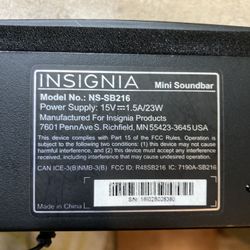 INSIGNIA Mini Soundbar
Model No.: NS-SB216
Power Supply: 15V⎓1.5A/23W
Manufactured For Insignia Products
7601 Penn Ave S. Richfield, MN 55423-3645 USA
This device complies with Part 15 of the FCC Rules. Operation is
subject to the following two conditions: (1) this device may not cause
harmful interference, and (2) this device must accept any interference
received, including interference that may cause undesired operation.
CAN ICE-3(B)/NMB-3(B) FCC ID: R48SB216 IC: 7190A-SB216
Made in China